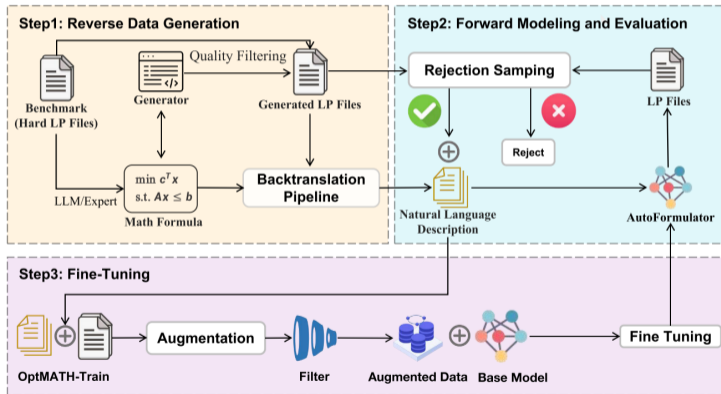 Step1: Reverse Data Generation
Quality Filtering
Benchmark
(Hard LP Files)
Generator
Generated LP Files
LLM/Expert
min cᵀx
s.t. Ax ≤ b
Math Formula
Backtranslation
Pipeline
Step2: Forward Modeling and Evaluation
Rejection Samping
LP Files
Reject
Natural Language
Description
AutoFormulator
Step3: Fine-Tuning
OptMATH-Train
Augmentation
Filter
Augmented Data
Base Model
Fine Tuning